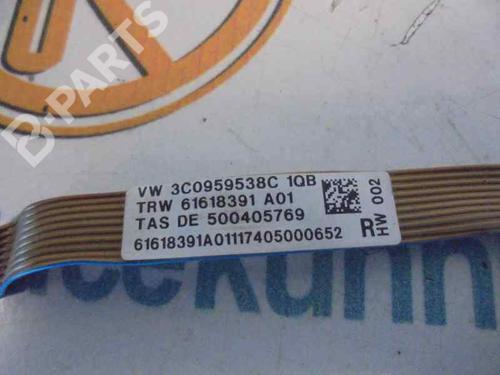 B-PARTS
VW 3C0959538C 1QB
TRW 61618391 A01
TAS DE 500405769
61618391A01117405000652
R
HW 002